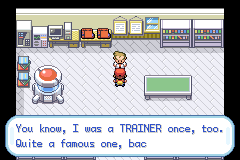 You know, I was a TRAINER once, too.
Quite a famous one, bac